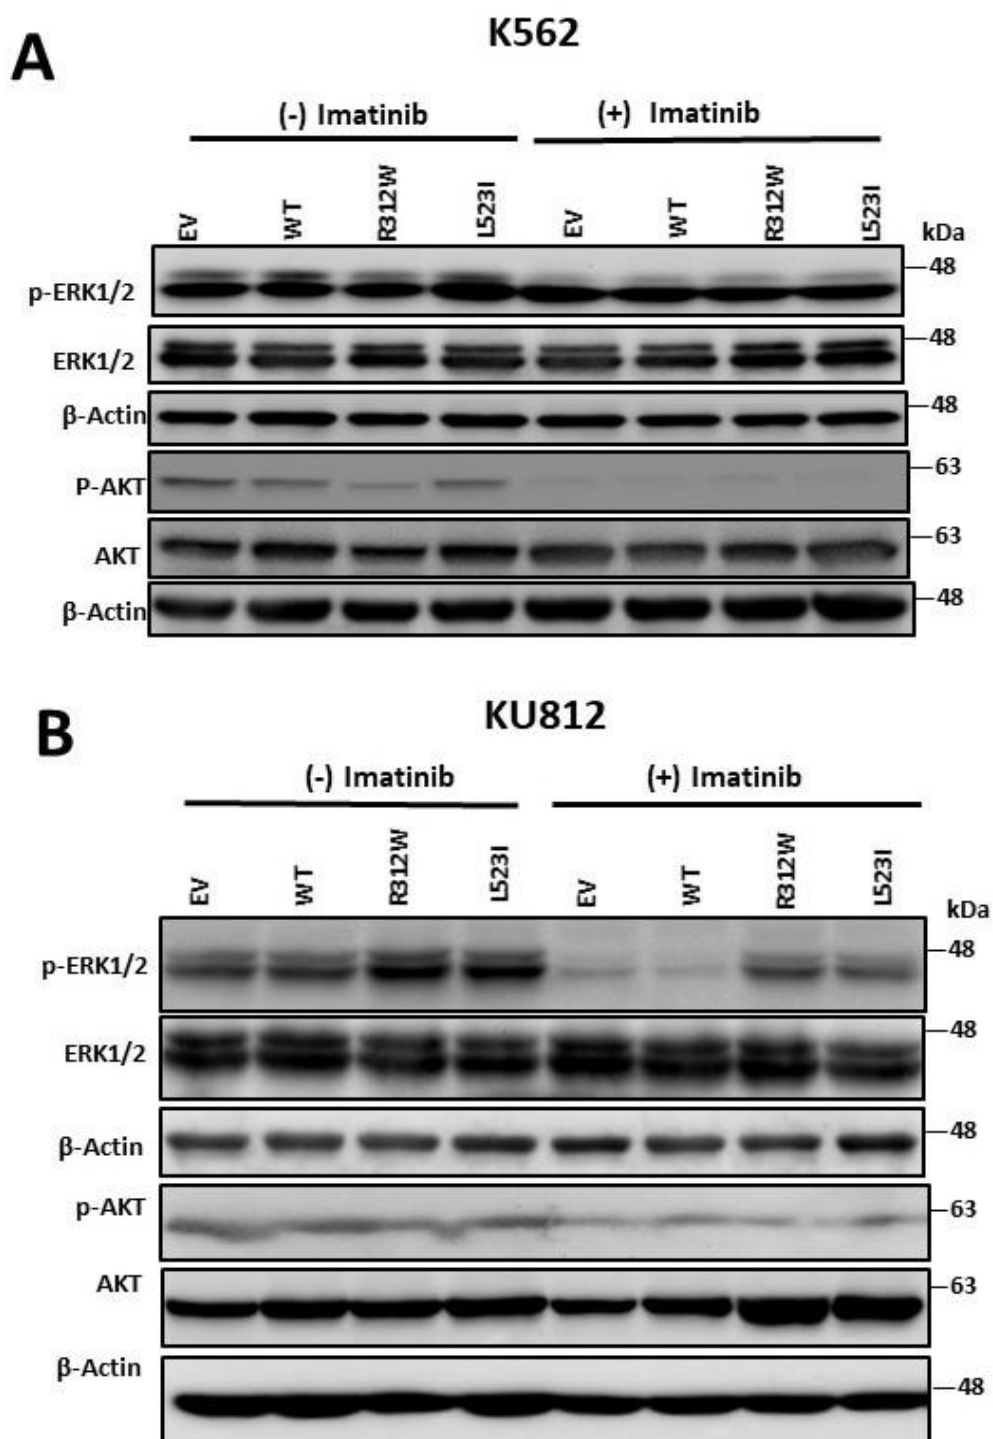 A
K562
(-) Imatinib (+) Imatinib
EV WT R312W L523I EV WT R312W L523I
kDa
p-ERK1/2 48
ERK1/2 48
β-Actin 48
P-AKT 63
AKT 63
β-Actin 48
B
KU812
(-) Imatinib (+) Imatinib
EV WT R312W L523I EV WT R312W L523I
kDa
p-ERK1/2 48
ERK1/2 48
β-Actin 48
p-AKT 63
AKT 63
β-Actin 48